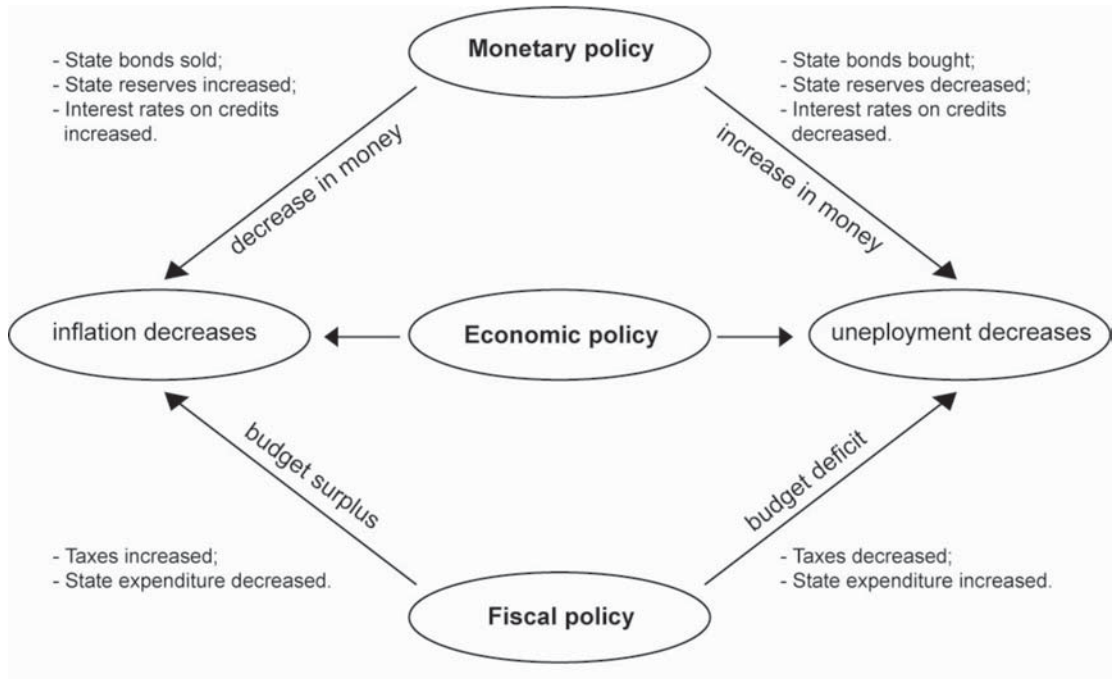 Monetary policy
- State bonds sold;
- State reserves increased;
- Interest rates on credits
increased.
- State bonds bought;
- State reserves decreased;
- Interest rates on credits
decreased.
decrease in money
increase in money
inflation decreases
Economic policy
uneployment decreases
budget surplus
budget deficit
- Taxes increased;
- State expenditure decreased.
- Taxes decreased;
- State expenditure increased.
Fiscal policy